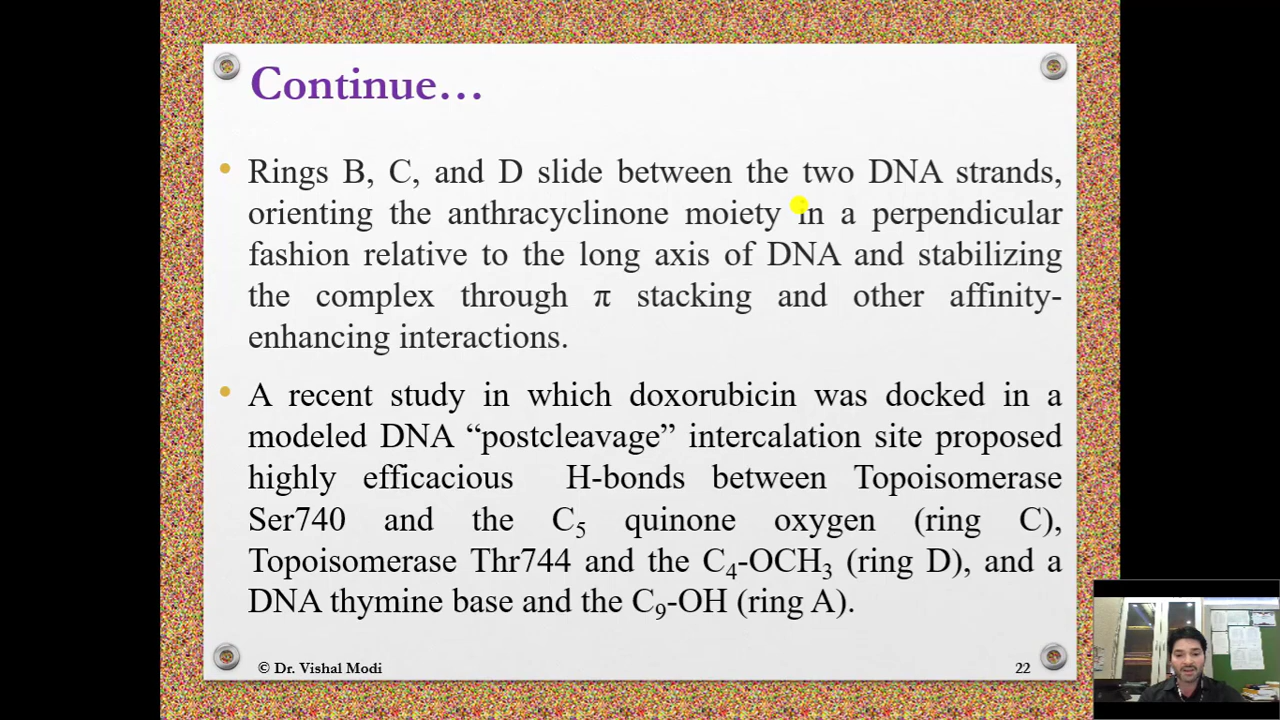 Continue…
• Rings B, C, and D slide between the two DNA strands,
orienting the anthracyclinone moiety in a perpendicular
fashion relative to the long axis of DNA and stabilizing
the complex through π stacking and other affinity-
enhancing interactions.
• A recent study in which doxorubicin was docked in a
modeled DNA “postcleavage” intercalation site proposed
highly efficacious H-bonds between Topoisomerase
Ser740 and the C₅ quinone oxygen (ring C),
Topoisomerase Thr744 and the C₄-OCH₃ (ring D), and a
DNA thymine base and the C₉-OH (ring A).
© Dr. Vishal Modi
22